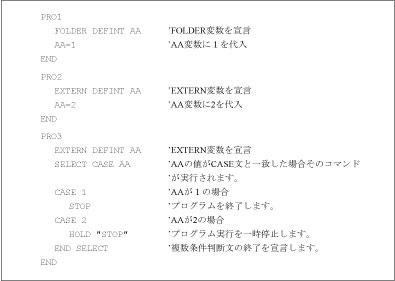 PRO1
FOLDER DEFINT AA 'FOLDER変数を宣言
AA=1 'AA変数に１を代入
END
PRO2
EXTERN DEFINT AA 'EXTERN変数を宣言
AA=2 'AA変数に2を代入
END
PRO3
EXTERN DEFINT AA 'EXTERN変数を宣言
SELECT CASE AA 'AAの値がCASE文と一致した場合そのコマンド
'が実行されます。
CASE 1 'AAが１の場合
STOP 'プログラムを終了します。
CASE 2 'AAが2の場合
HOLD "STOP" 'プログラム実行を一時停止します。
END SELECT '複数条件判断文の終了を宣言します。
END